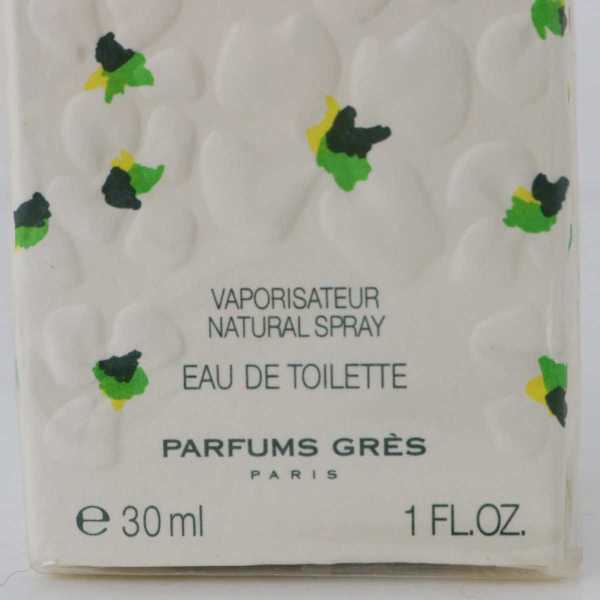 VAPORISATEUR
NATURAL SPRAY
EAU DE TOILETTE
PARFUMS GRÈS
PARIS
℮ 30 ml 1 FL.OZ.